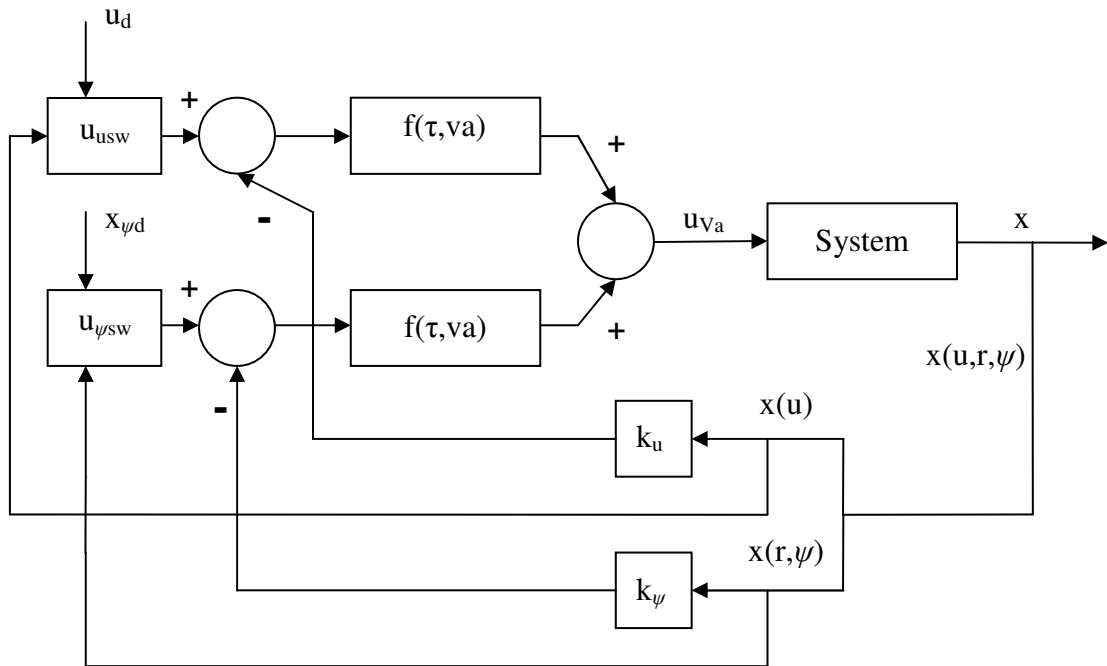 u_d
u_usw
+
-
f(τ,va)
+
x_ψd
u_ψsw
+
-
f(τ,va)
+
u_Va
System
x
x(u,r,ψ)
x(u)
k_u
x(r,ψ)
k_ψ